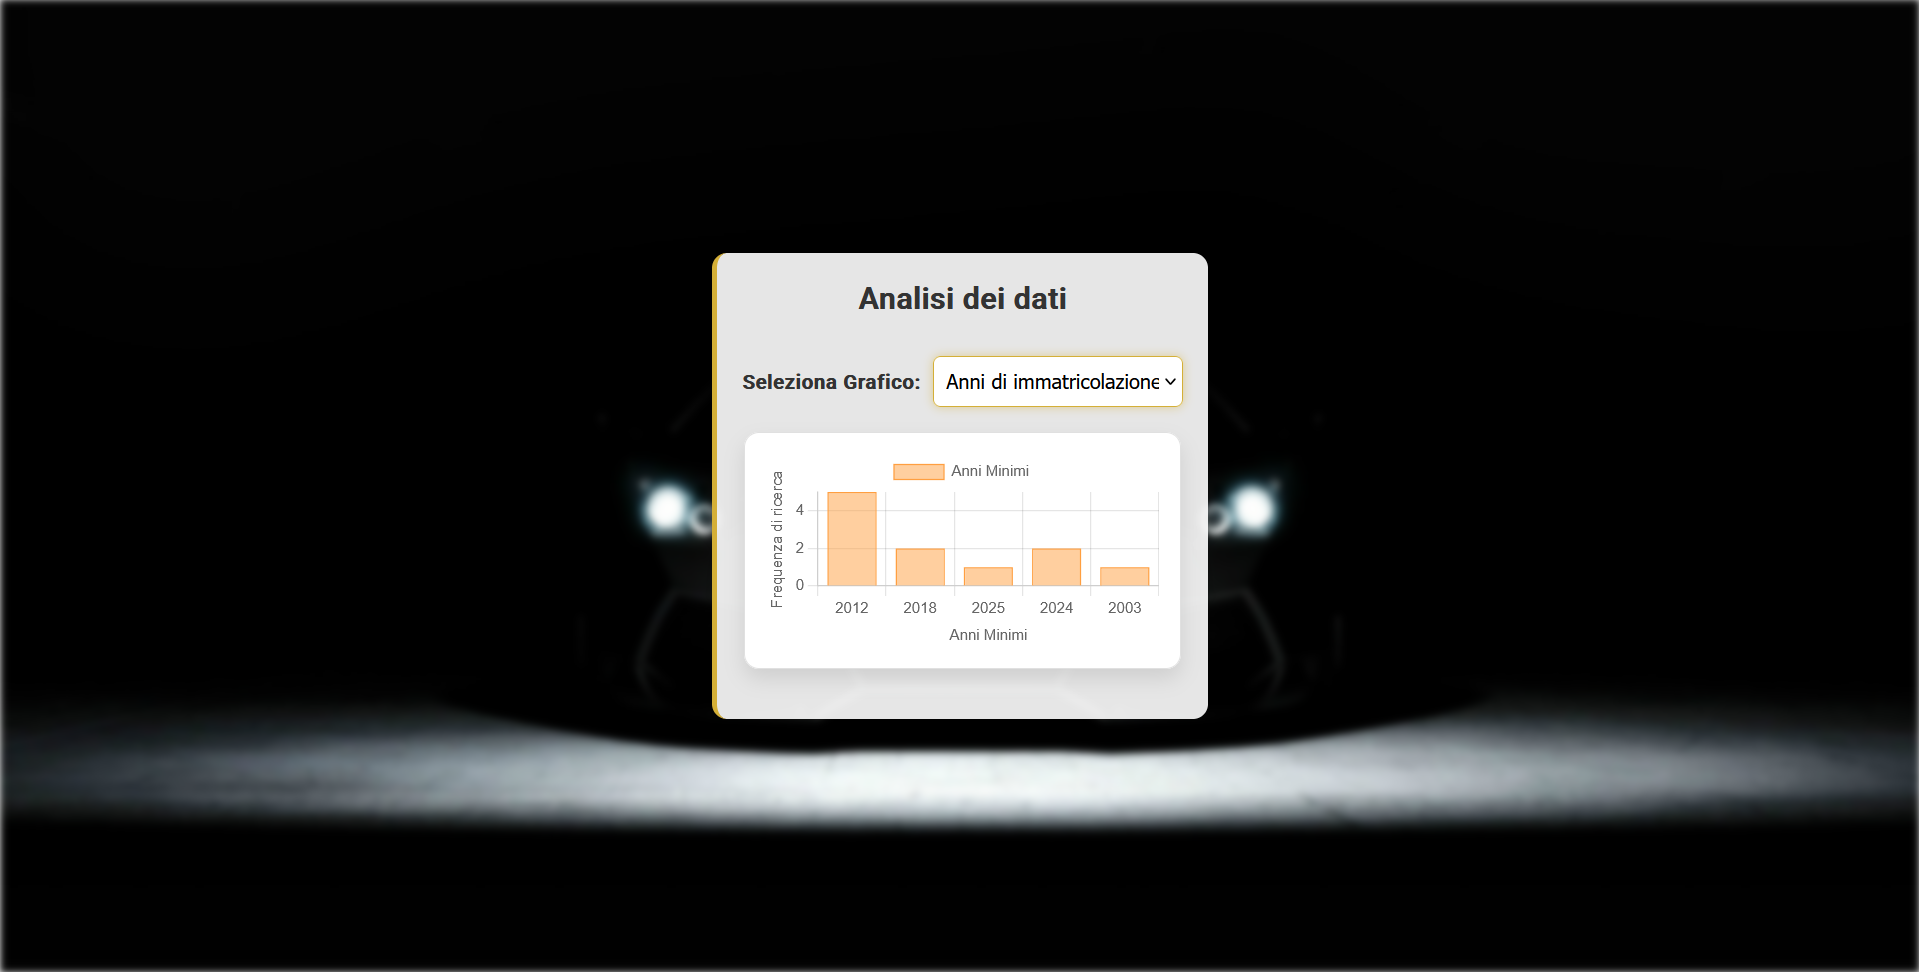 Analisi dei dati
Seleziona Grafico:
Anni di immatricolazione
Anni Minimi
Frequenza di ricerca
4
2
0
2012 2018 2025 2024 2003
Anni Minimi